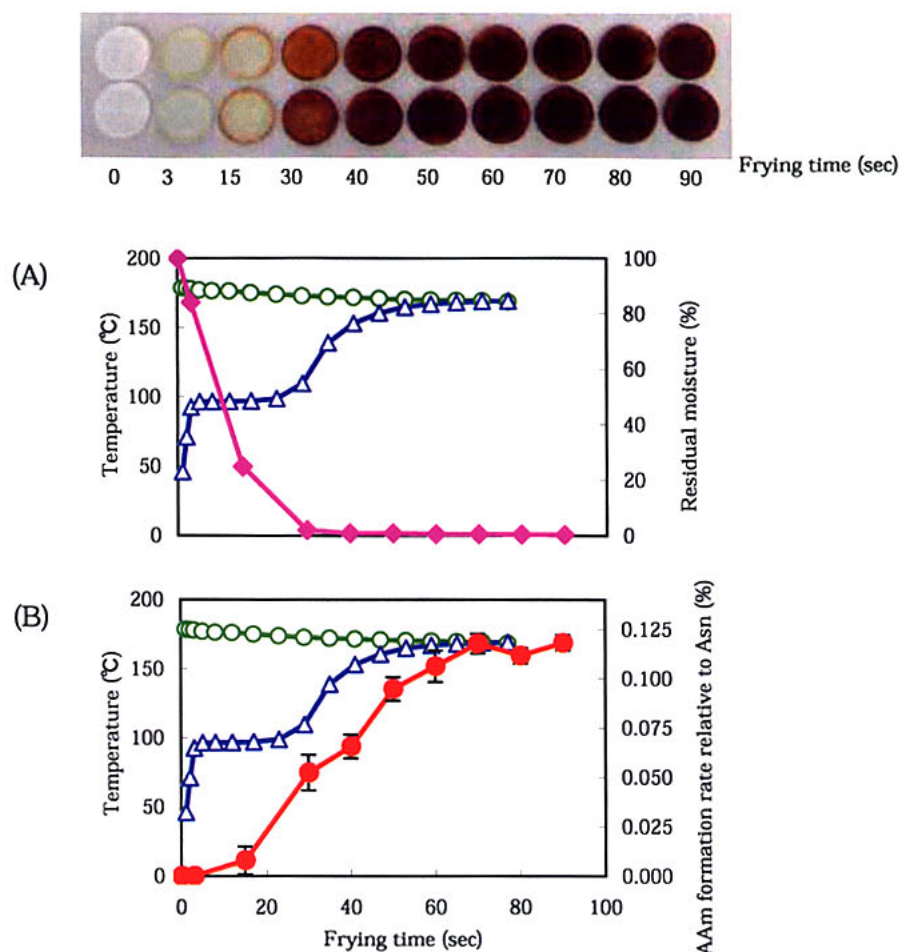 0 3 15 30 40 50 60 70 80 90 Frying time (sec)
(A)
200 150 100 50 0
Temperature (℃)
100 80 60 40 20 0
Residual moisture (%)
(B)
200 150 100 50 0
Temperature (℃)
0.125 0.100 0.075 0.050 0.025 0.000
AAm formation rate relative to Asn (%)
0 20 40 60 80 100
Frying time (sec)